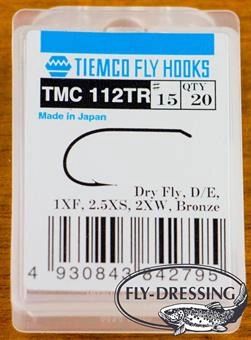 TIEMCO FLY HOOKS
TMC 112TR # 15 QTY 20
Made in Japan
Dry Fly, D/E,
1XF, 2.5XS, 2XW, Bronze
4 930843 842795
FLY-DRESSING